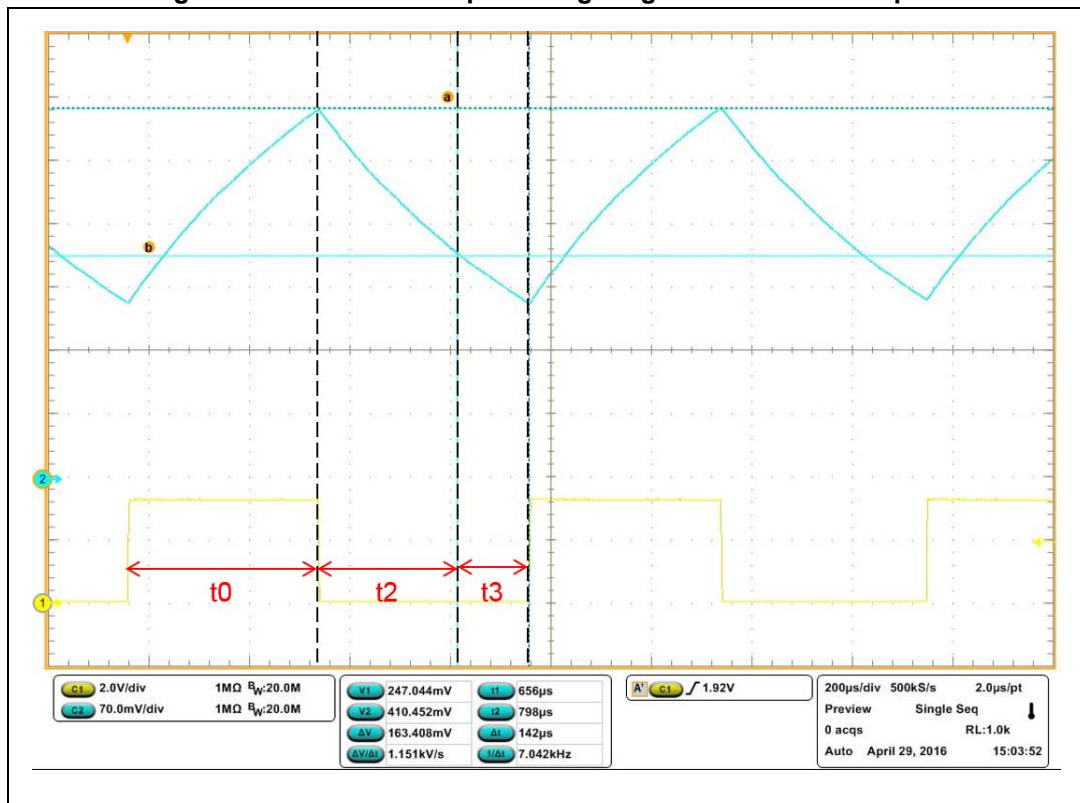 a
b
2
1
t0
t2
t3
C1 2.0V/div 1MΩ BW:20.0M
C2 70.0mV/div 1MΩ BW:20.0M
V1 247.044mV t1 656µs
V2 410.452mV t2 798µs
ΔV 163.408mV Δt 142µs
ΔV/Δt 1.151kV/s 1/Δt 7.042kHz
A' C1 1.92V
200µs/div 500kS/s 2.0µs/pt
Preview Single Seq
0 acqs RL:1.0k
Auto April 29, 2016 15:03:52